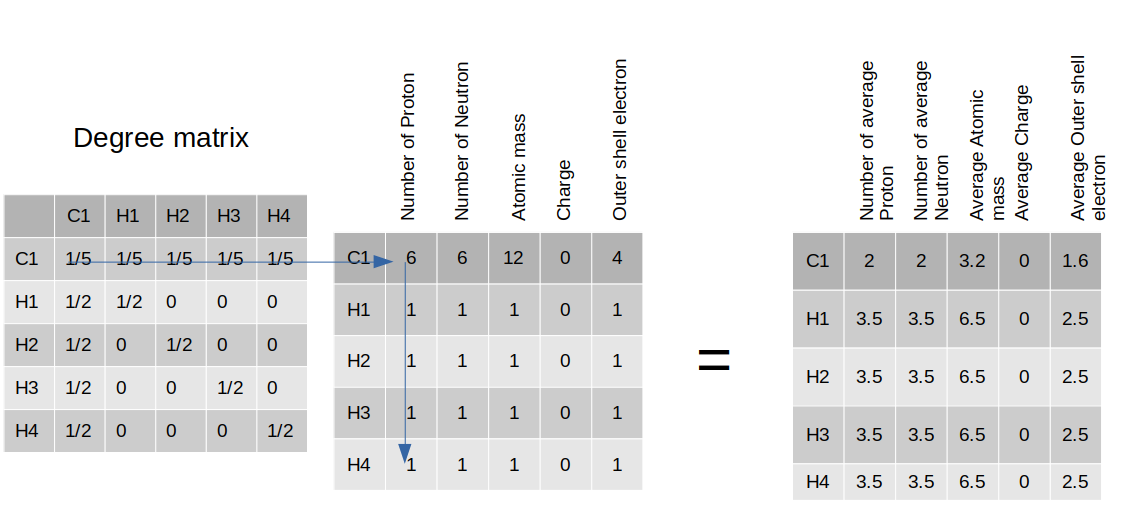 Degree matrix
C1 H1 H2 H3 H4
C1 1/5 1/5 1/5 1/5 1/5
H1 1/2 1/2 0 0 0
H2 1/2 0 1/2 0 0
H3 1/2 0 0 1/2 0
H4 1/2 0 0 0 1/2
Number of Proton
Number of Neutron
Atomic mass
Charge
Outer shell electron
C1 6 6 12 0 4
H1 1 1 1 0 1
H2 1 1 1 0 1
H3 1 1 1 0 1
H4 1 1 1 0 1
=
Number of average
Proton
Number of average
Neutron
Average Atomic
mass
Average Charge
Average Outer shell
electron
C1 2 2 3.2 0 1.6
H1 3.5 3.5 6.5 0 2.5
H2 3.5 3.5 6.5 0 2.5
H3 3.5 3.5 6.5 0 2.5
H4 3.5 3.5 6.5 0 2.5